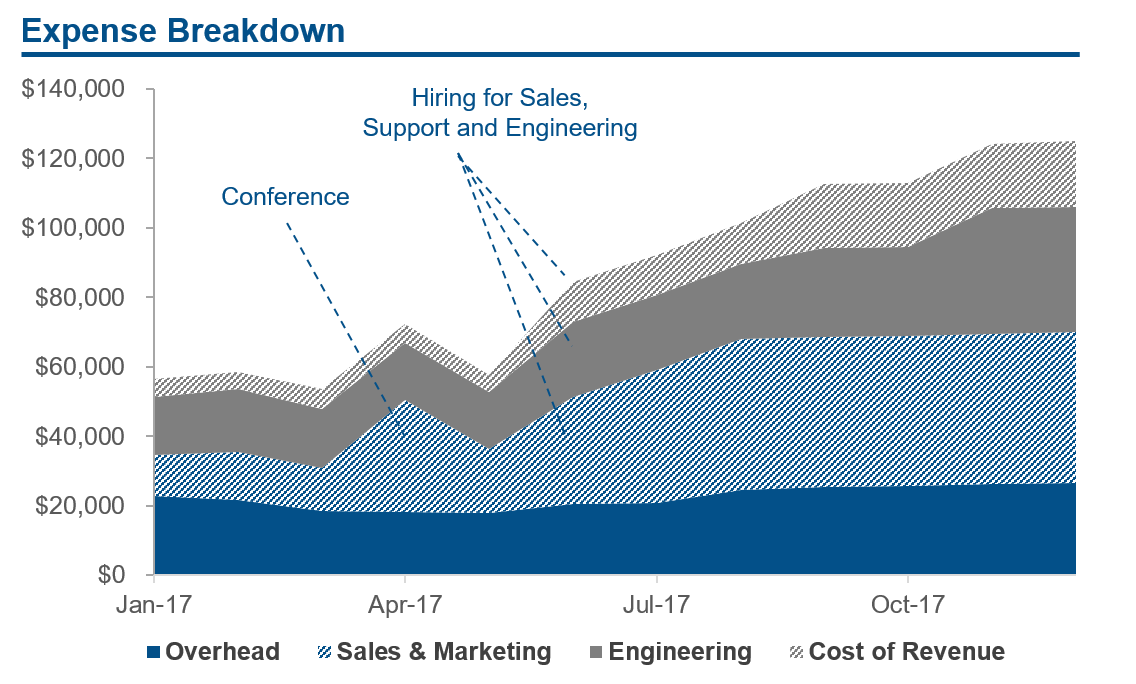 Expense Breakdown
$140,000
$120,000
$100,000
$80,000
$60,000
$40,000
$20,000
$0
Hiring for Sales,
Support and Engineering
Conference
Jan-17 Apr-17 Jul-17 Oct-17
Overhead Sales & Marketing Engineering Cost of Revenue